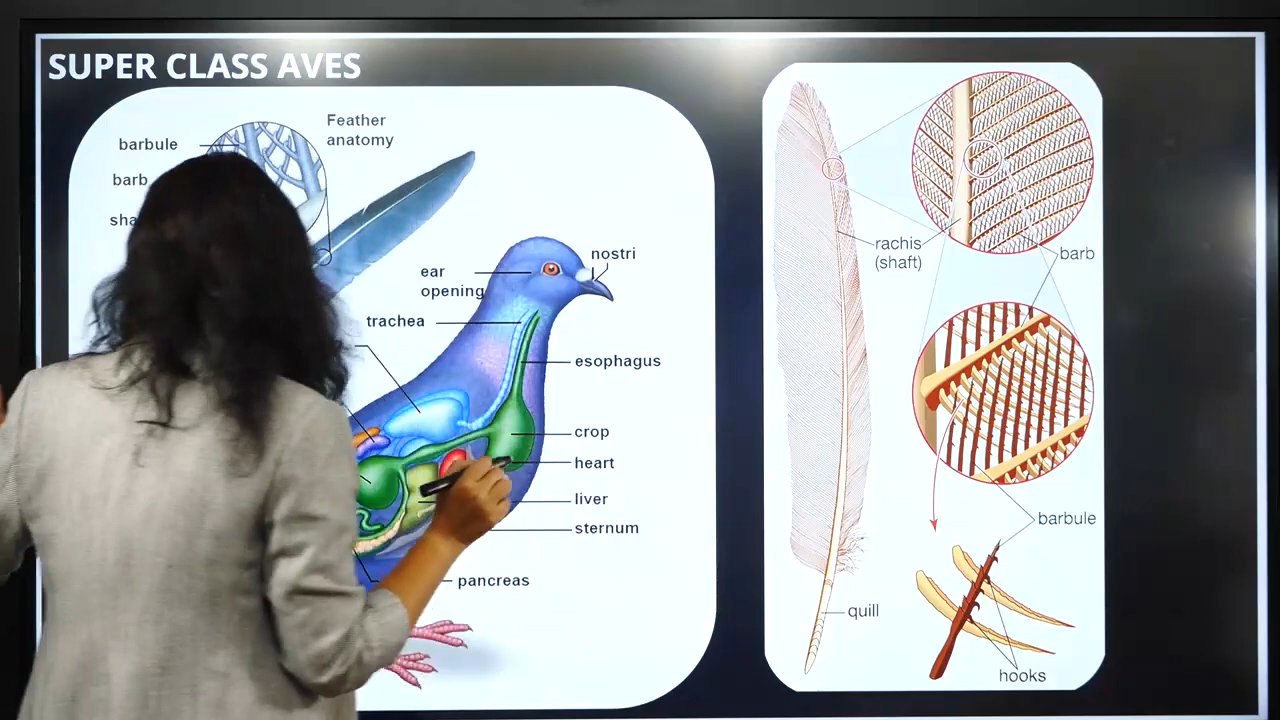 SUPER CLASS AVES
Feather
anatomy
barbule
barb
nostri
ear
opening
trachea
esophagus
crop
heart
liver
sternum
pancreas
rachis
(shaft)
barb
barbule
quill
hooks